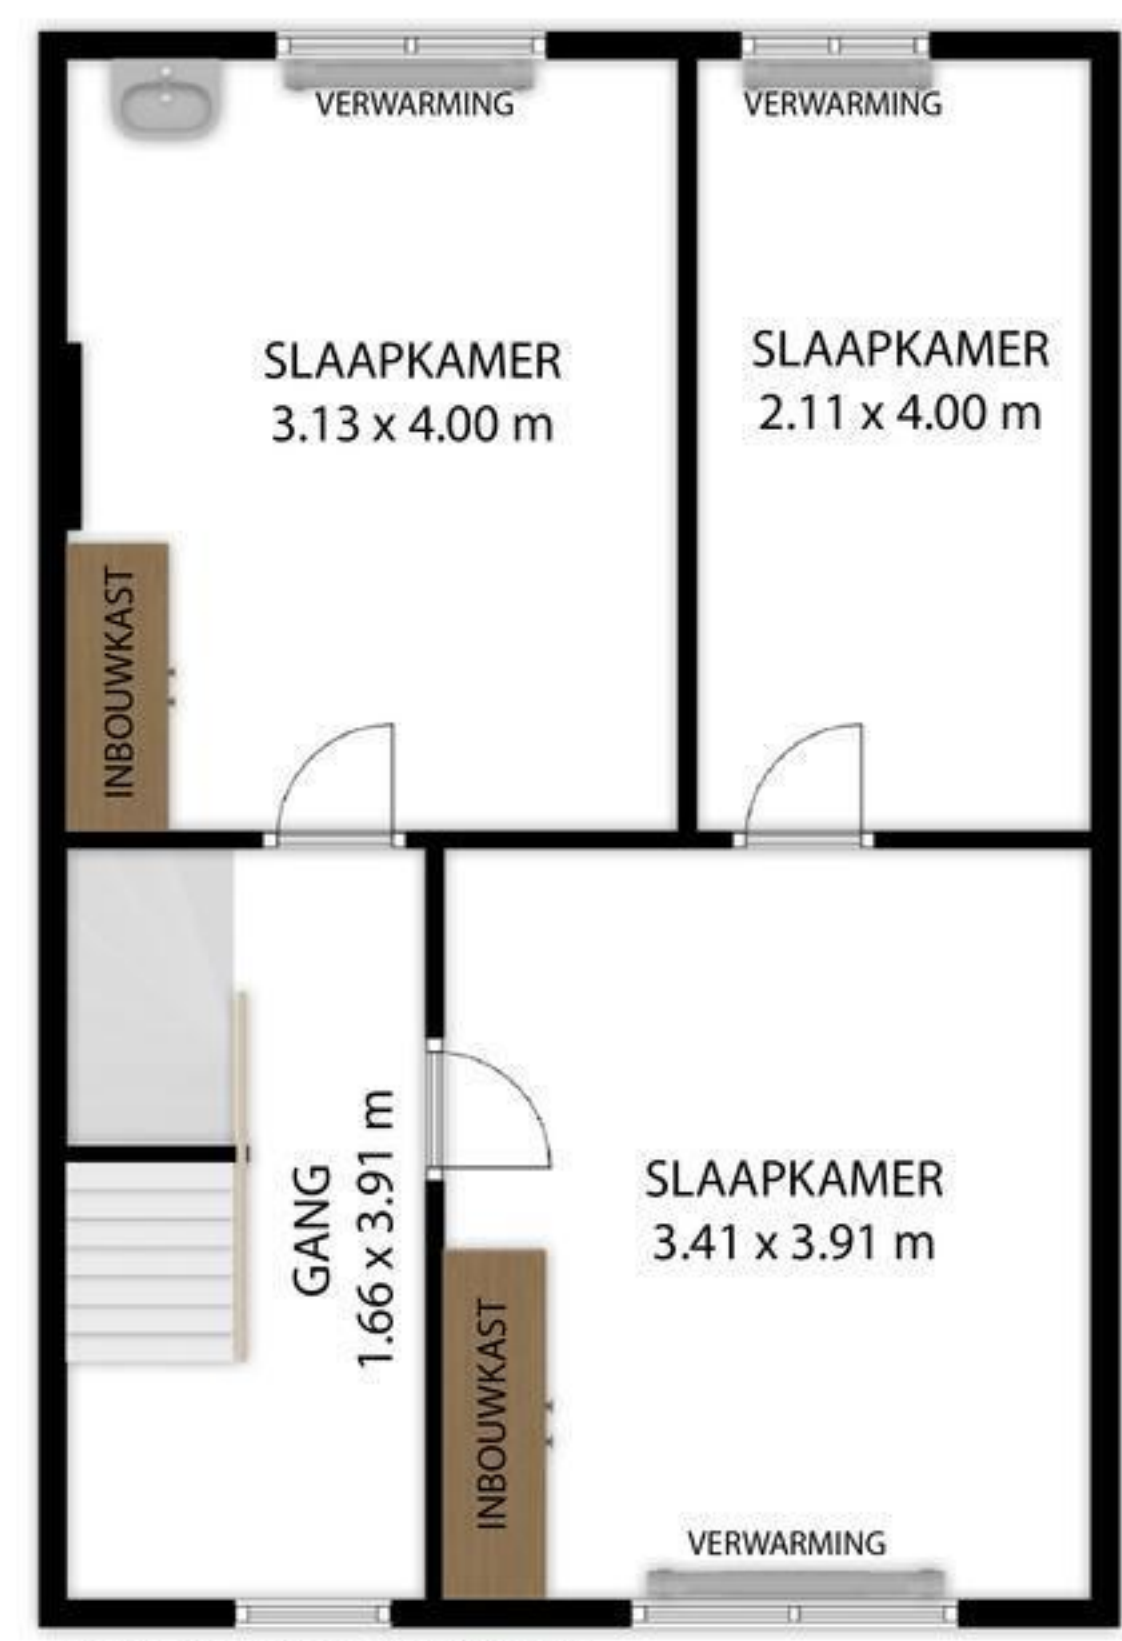 VERWARMING
VERWARMING
SLAAPKAMER
3.13 x 4.00 m
SLAAPKAMER
2.11 x 4.00 m
INBOUWKAST
GANG
1.66 x 3.91 m
SLAAPKAMER
3.41 x 3.91 m
INBOUWKAST
VERWARMING